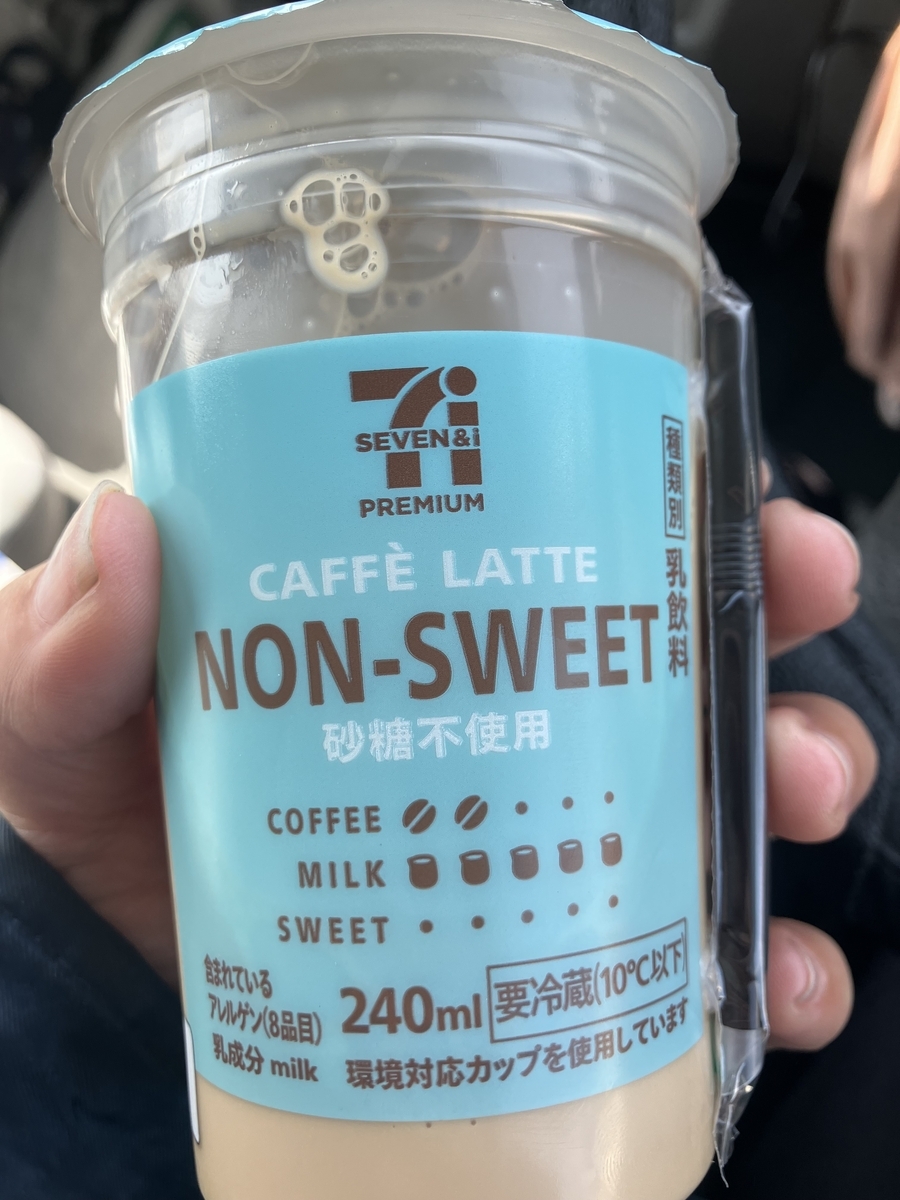 SEVEN&i
PREMIUM
CAFFÈ LATTE
NON-SWEET
砂糖不使用
種類別 乳飲料
COFFEE
MILK
SWEET
含まれている
アレルゲン(8品目)
乳成分 milk
240ml
要冷蔵(10℃以下)
環境対応カップを使用しています